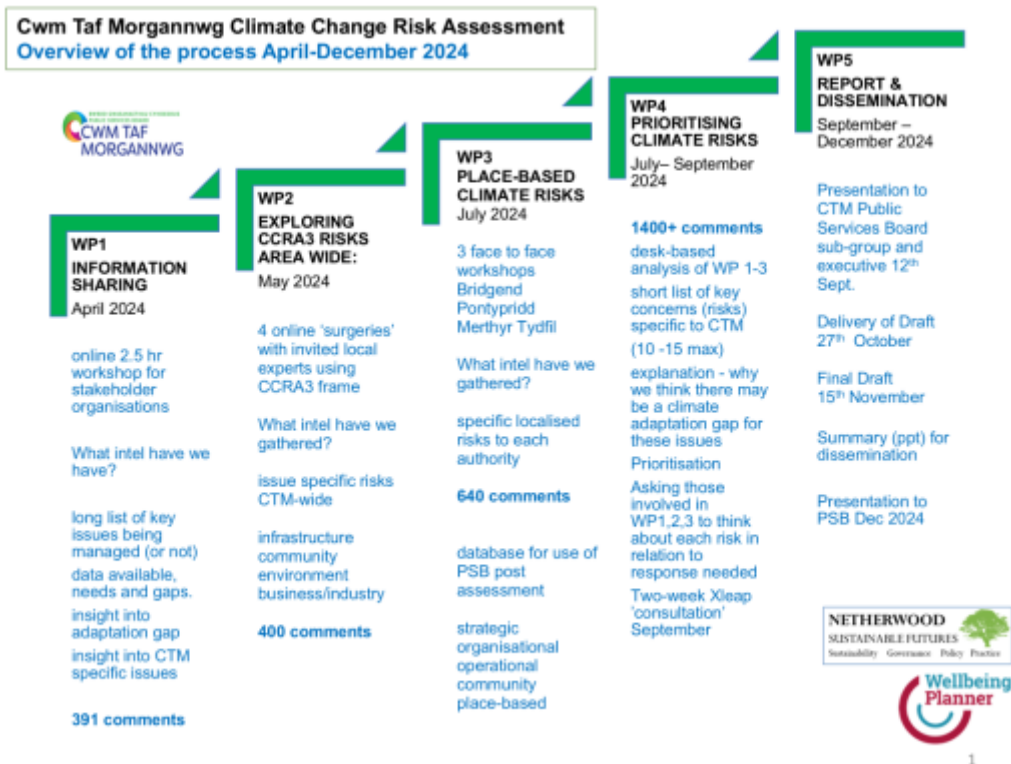 Cwm Taf Morgannwg Climate Change Risk Assessment
Overview of the process April-December 2024
CWM TAF
MORGANNWG
WP1
INFORMATION
SHARING
April 2024
online 2.5 hr
workshop for
stakeholder
organisations
What intel have we
have?
long list of key
issues being
managed (or not)
data available,
needs and gaps.
insight into
adaptation gap
insight into CTM
specific issues
391 comments
WP2
EXPLORING
CCRA3 RISKS
AREA WIDE:
May 2024
4 online ‘surgeries’
with invited local
experts using
CCRA3 frame
What intel have we
gathered?
issue specific risks
CTM-wide
infrastructure
community
environment
business/industry
400 comments
WP3
PLACE-BASED
CLIMATE RISKS
July 2024
3 face to face
workshops
Bridgend
Pontypridd
Merthyr Tydfil
What intel have we
gathered?
specific localised
risks to each
authority
640 comments
database for use of
PSB post
assessment
strategic
organisational
operational
community
place-based
WP4
PRIORITISING
CLIMATE RISKS
July– September
2024
1400+ comments
desk-based
analysis of WP 1-3
short list of key
concerns (risks)
specific to CTM
(10 -15 max)
explanation - why
we think there may
be a climate
adaptation gap for
these issues
Prioritisation
Asking those
involved in
WP1,2,3 to think
about each risk in
relation to
response needed
Two-week Xleap
‘consultation’
September
WP5
REPORT &
DISSEMINATION
September –
December 2024
Presentation to
CTM Public
Services Board
sub-group and
executive 12th
Sept.
Delivery of Draft
27th October
Final Draft
15th November
Summary (ppt) for
dissemination
Presentation to
PSB Dec 2024
NETHERWOOD
SUSTAINABLE FUTURES
Sustainability Governance Policy Practice
Wellbeing
Planner
1